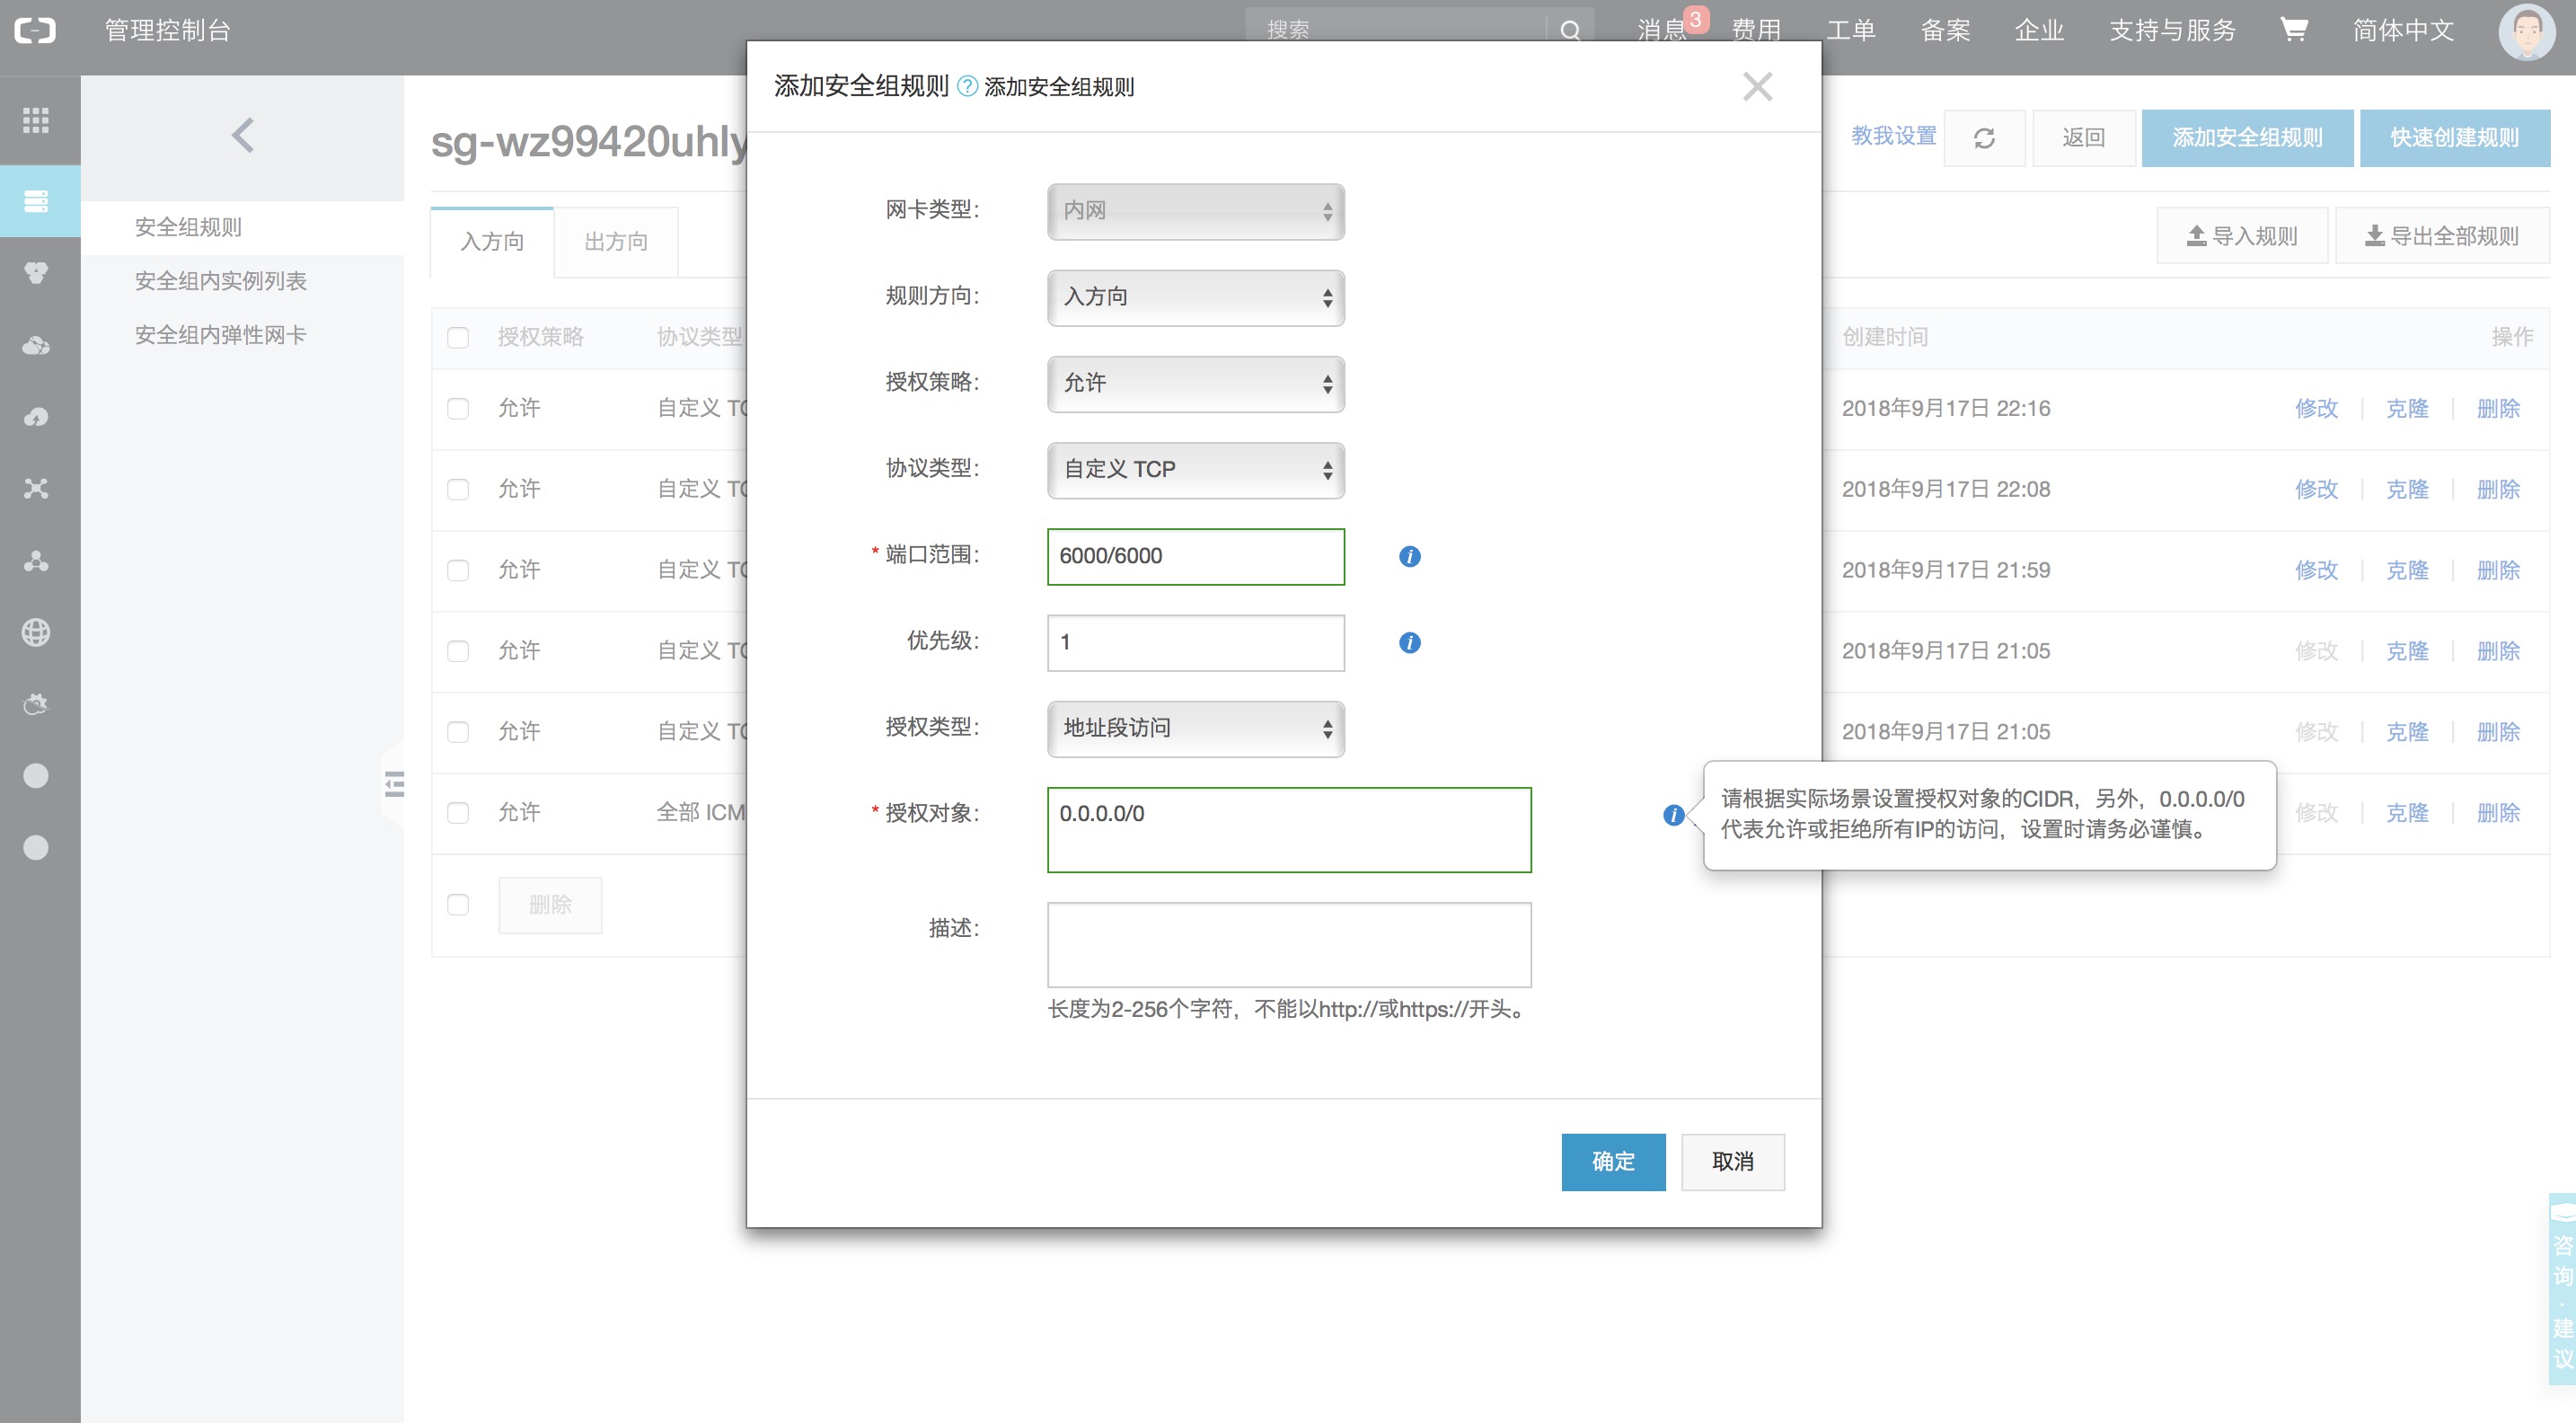 管理控制台
搜索
消息 3 费用 工单 备案 企业 支持与服务 简体中文
sg-wz99420uhly
教我设置 返回 添加安全组规则 快速创建规则
安全组规则
安全组内实例列表
安全组内弹性网卡
入方向 出方向
导入规则 导出全部规则
授权策略 协议类型 创建时间 操作
允许 自定义 TC 2018年9月17日 22:16 修改 克隆 删除
允许 自定义 TC 2018年9月17日 22:08 修改 克隆 删除
允许 自定义 TC 2018年9月17日 21:59 修改 克隆 删除
允许 自定义 TC 2018年9月17日 21:05 修改 克隆 删除
允许 自定义 TC 2018年9月17日 21:05 修改 克隆 删除
允许 全部 ICM 修改 克隆 删除
删除
添加安全组规则 ? 添加安全组规则
网卡类型: 内网
规则方向: 入方向
授权策略: 允许
协议类型: 自定义 TCP
* 端口范围: 6000/6000
优先级: 1
授权类型: 地址段访问
* 授权对象: 0.0.0.0/0
请根据实际场景设置授权对象的CIDR，另外，0.0.0.0/0
代表允许或拒绝所有IP的访问，设置时请务必谨慎。
描述:
长度为2-256个字符，不能以http://或https://开头。
确定 取消
咨
询
·
建
议